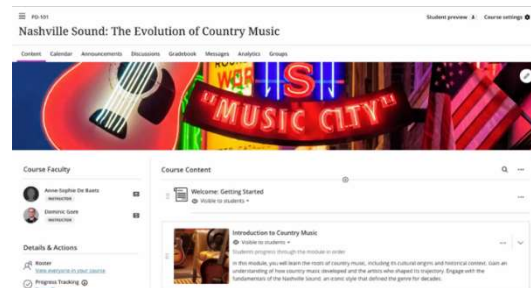 PD-101
Student preview
Course settings
Nashville Sound: The Evolution of Country Music
Content Calendar Announcements Discussions Gradebook Messages Analytics Groups
WOR
S
"MUSIC CITY"
Course Faculty
Anne-Sophie De Baets
INSTRUCTOR
Dominic Gore
INSTRUCTOR
Details & Actions
Roster
View everyone in your course
Progress Tracking
Course Content
Welcome: Getting Started
Visible to students
Introduction to Country Music
Visible to students
Students progress through the module in order
In this module, you will learn the roots of country music, including its cultural origins and historical context. Gain an
understanding of how country music developed and the artists who shaped its trajectory. Engage with the
fundamentals of the Nashville Sound, an iconic style that defined the genre for decades.